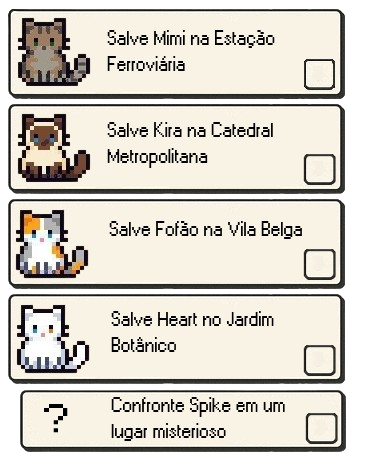 Salve Mimi na Estação
Ferroviária
Salve Kira na Catedral
Metropolitana
Salve Fofão na Vila Belga
Salve Heart no Jardim
Botânico
?
Confronte Spike em um
lugar misterioso